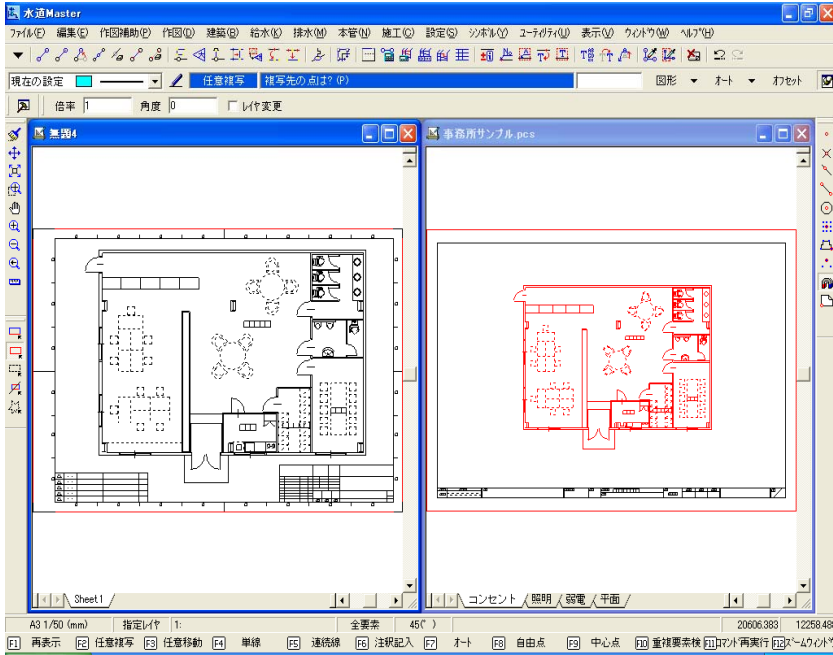 水道Master
ﾌｧｲﾙ(F) 編集(E) 作図補助(P) 作図(D) 建築(B) 給水(K) 排水(M) 本管(N) 施工(C) 設定(S) ｼﾝﾎﾞﾙ(Y) ﾕｰﾃｨﾘﾃｨ(U) 表示(V) ｳｨﾝﾄﾞｳ(W) ﾍﾙﾌﾟ(H)
現在の設定 任意複写 複写先の点は?(P) 図形 ｵｰﾄ ｵﾌｾｯﾄ
倍率 1 角度 0 ﾚｲﾔ変更
無題4
事務所サンプル.pcs
Sheet1
コンセント 照明 弱電 平面
A3 1/50 (mm) 指定ﾚｲﾔ 1: 全要素 45(°) 20606.383 12258.48
F1 再表示 F2 任意複写 F3 任意移動 F4 単線 F5 連続線 F6 注釈記入 F7 ｵｰﾄ F8 自由点 F9 中心点 F10 重複要素検 F11 ｺﾏﾝﾄﾞ再実行 F12 ｽﾞｰﾑｳｨﾝﾄﾞｳ